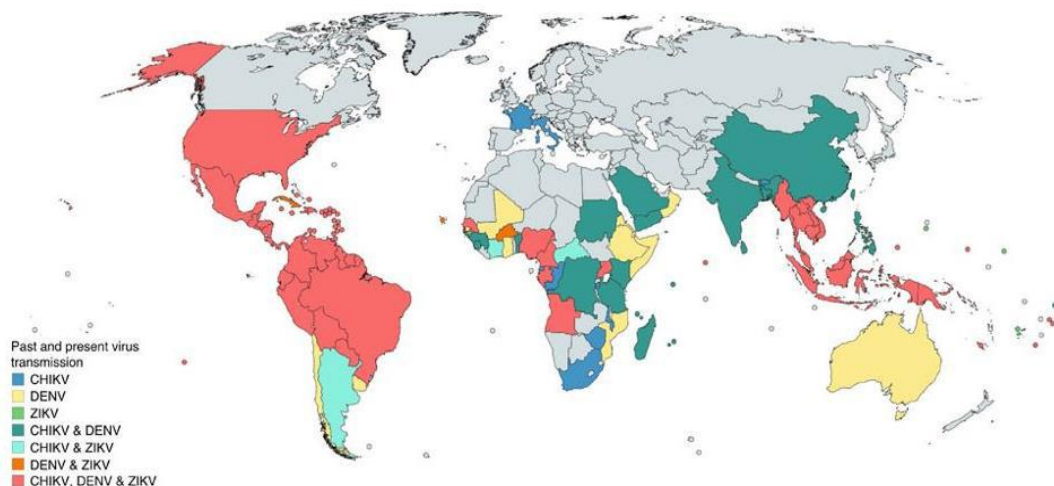 Past and present virus
transmission
CHIKV
DENV
ZIKV
CHIKV & DENV
CHIKV & ZIKV
DENV & ZIKV
CHIKV, DENV & ZIKV